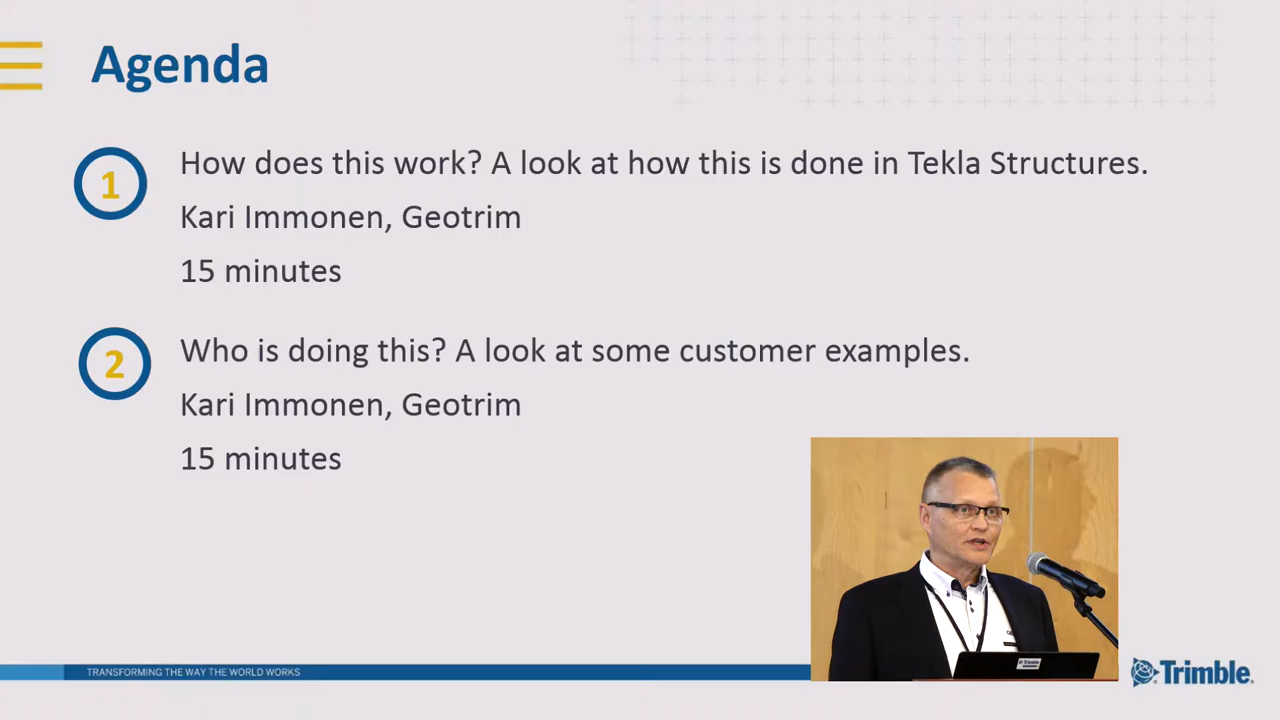 Agenda
1
How does this work? A look at how this is done in Tekla Structures.
Kari Immonen, Geotrim
15 minutes
2
Who is doing this? A look at some customer examples.
Kari Immonen, Geotrim
15 minutes
TRANSFORMING THE WAY THE WORLD WORKS
Trimble
Trimble.